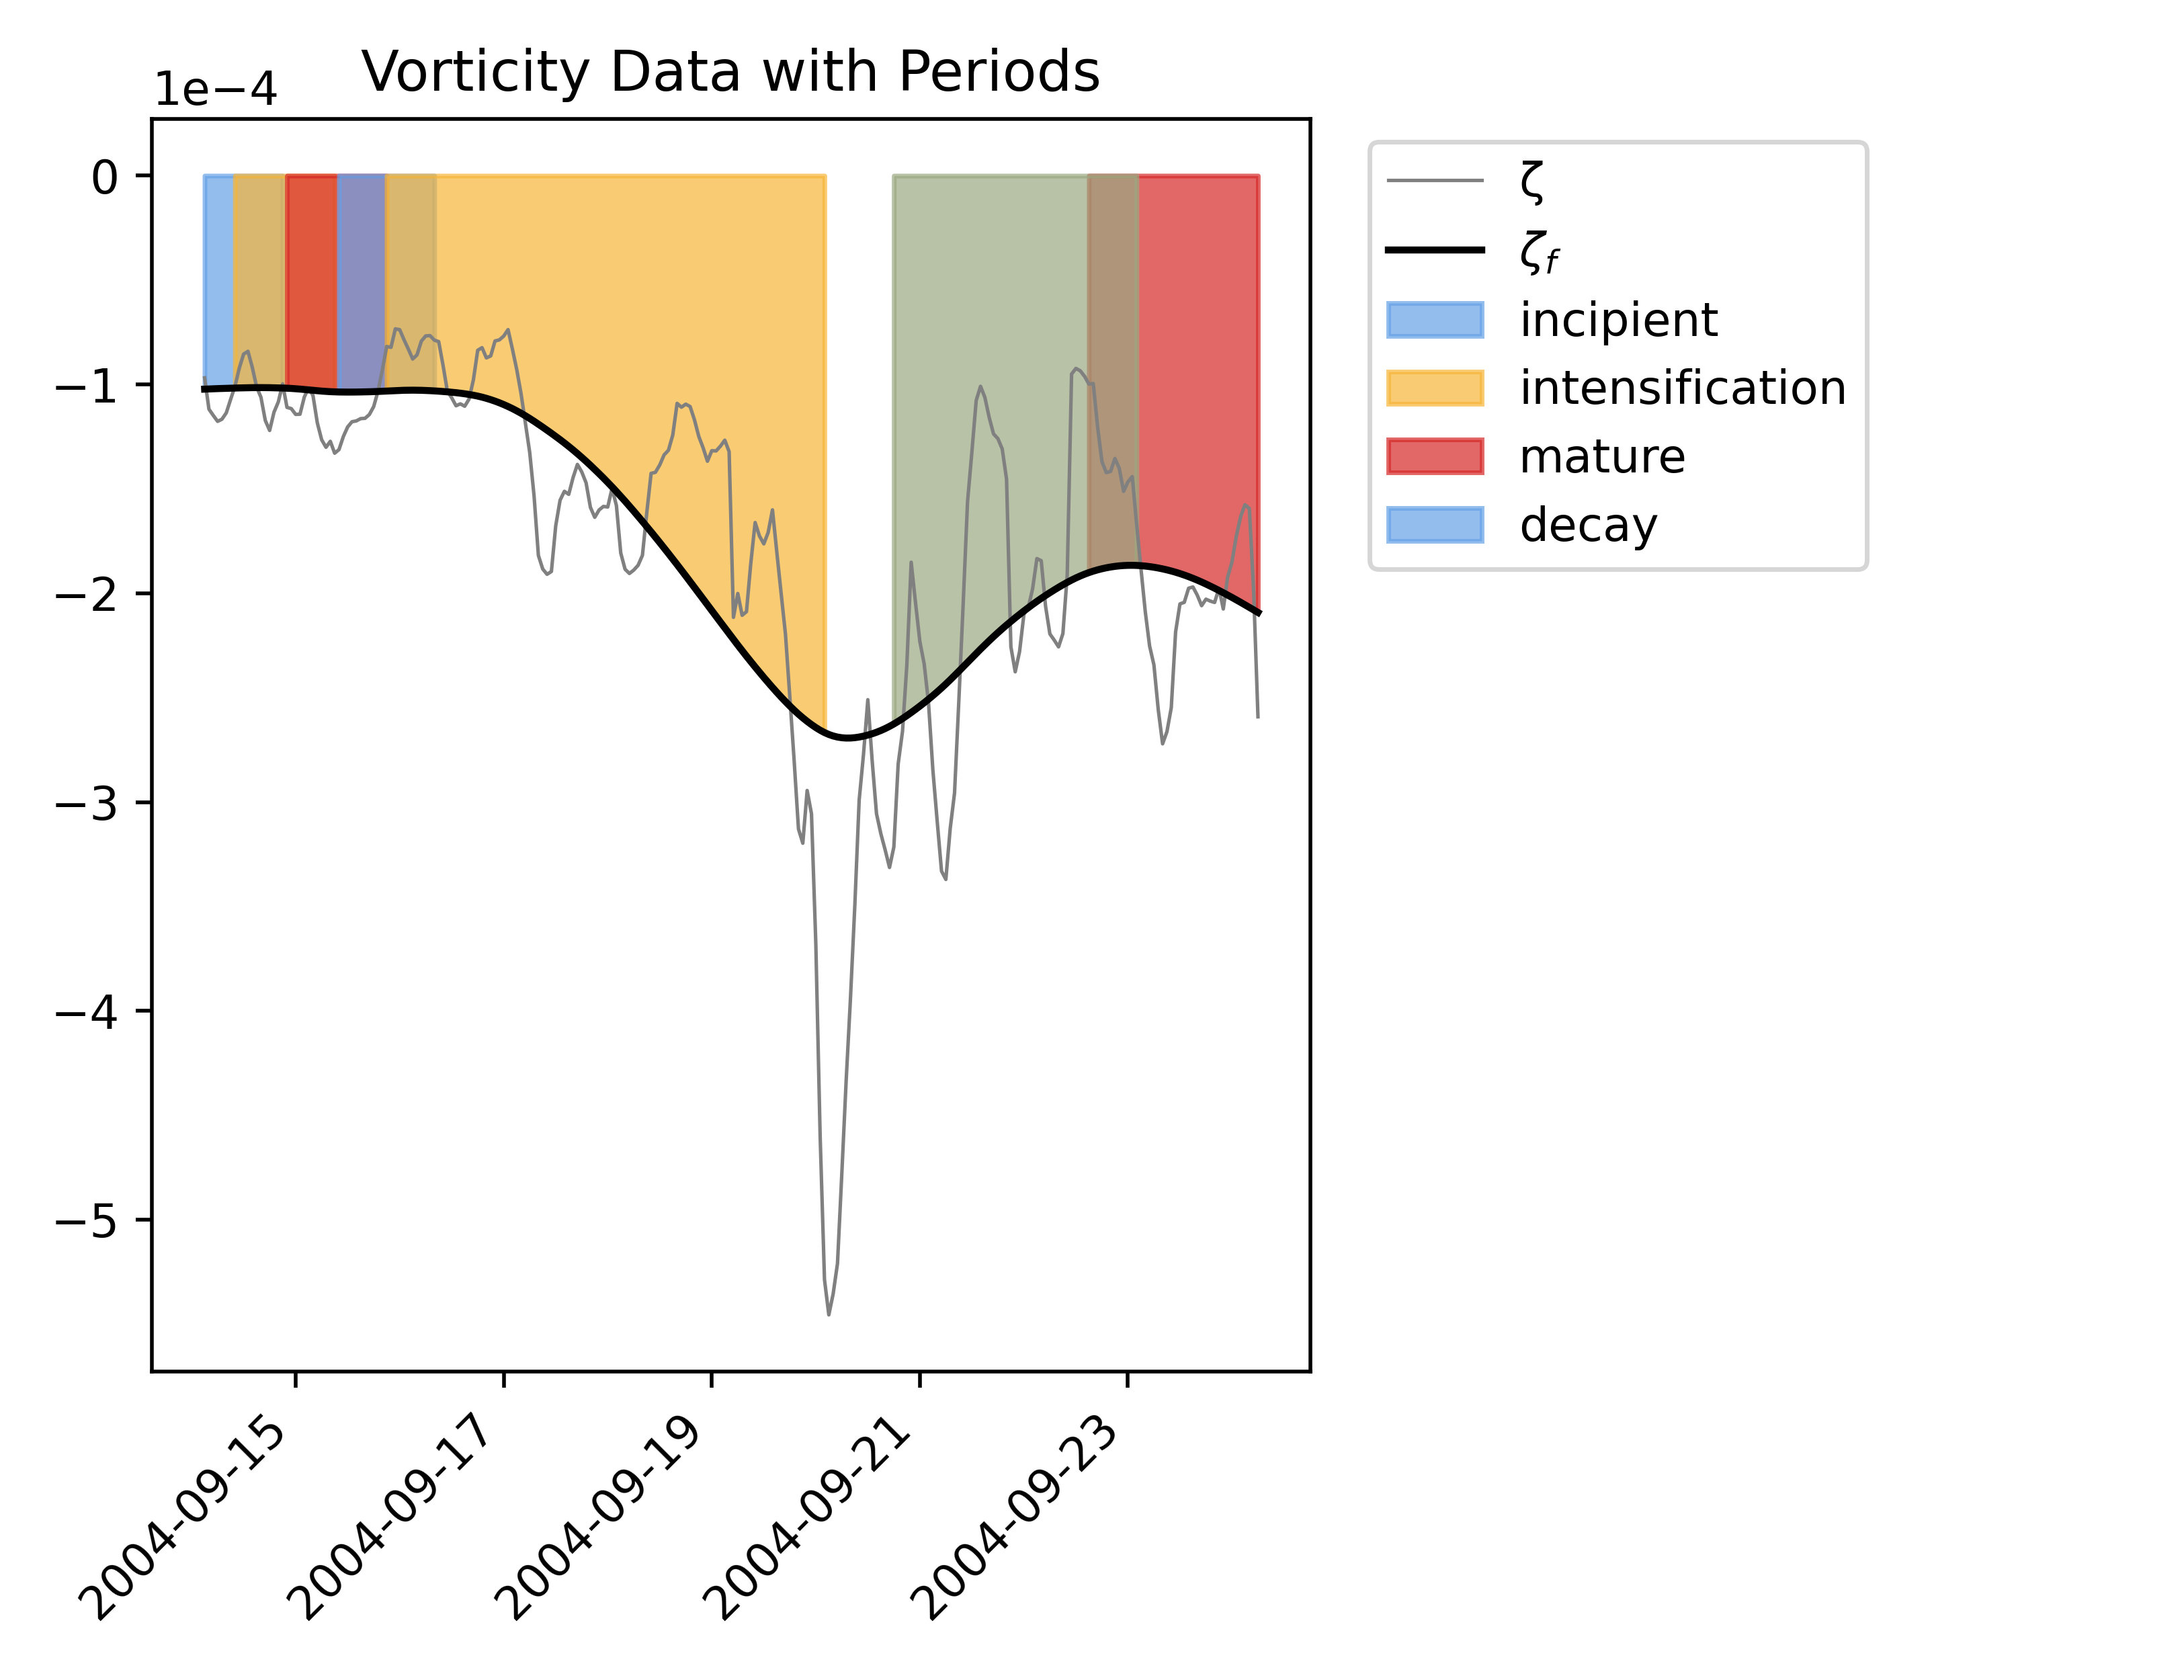 Vorticity Data with Periods
1e−4
0
−1
−2
−3
−4
−5
2004-09-15
2004-09-17
2004-09-19
2004-09-21
2004-09-23
ζ
ζf
incipient
intensification
mature
decay